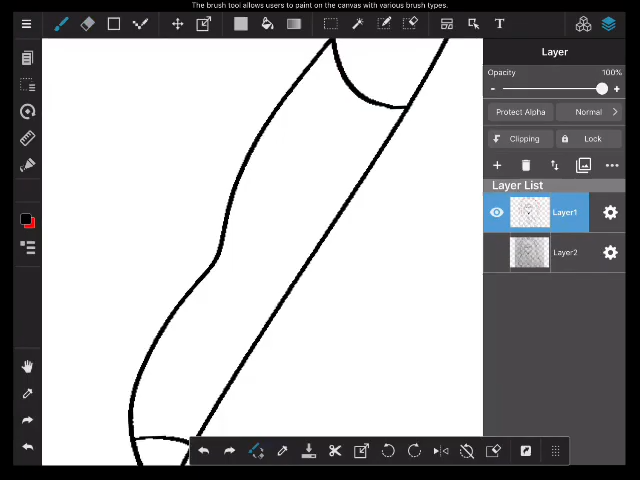 The brush tool allows users to paint on the canvas with various brush types.
T
Layer
Opacity 100%
- +
Protect Alpha Normal >
Clipping Lock
Layer List
Layer1
Layer2